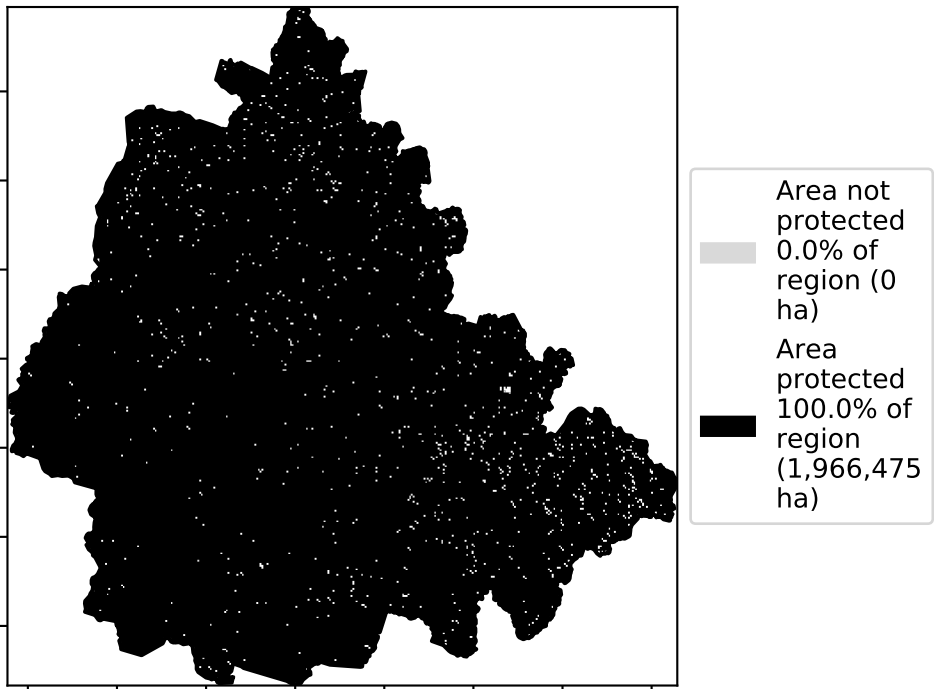 Area not
protected
0.0% of
region (0
ha)
Area
protected
100.0% of
region
(1,966,475
ha)